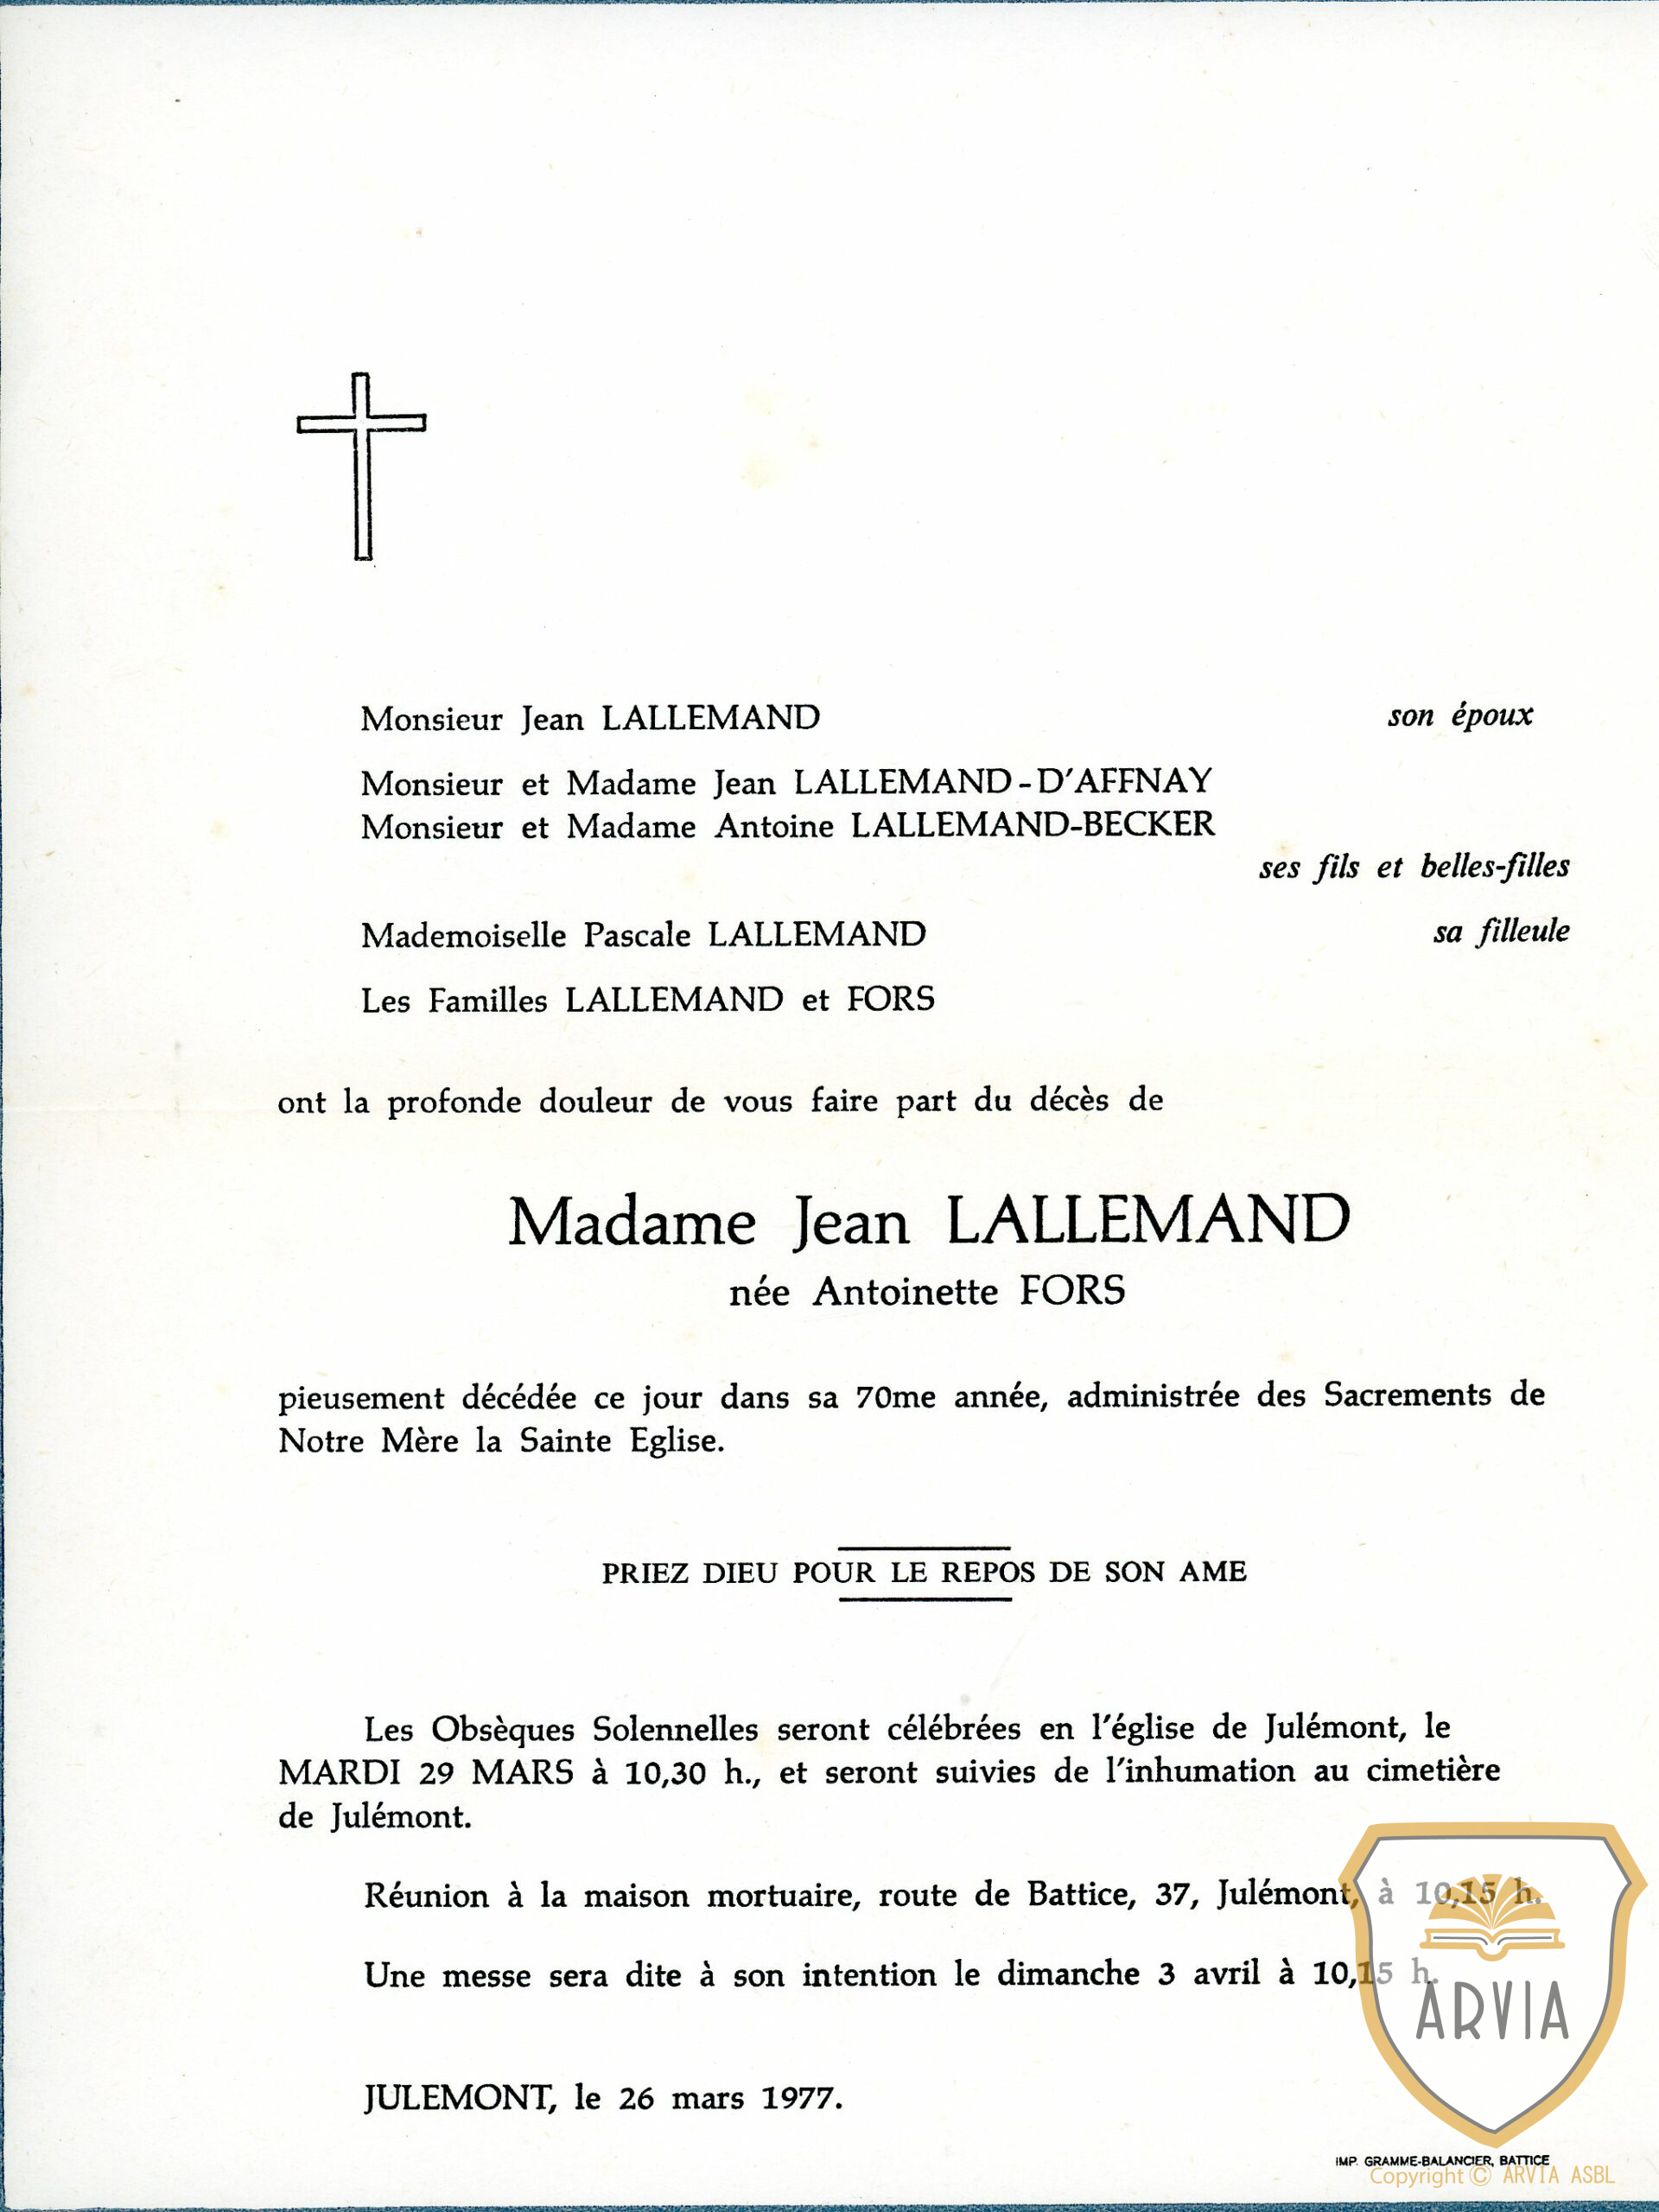 Monsieur Jean LALLEMAND son époux
Monsieur et Madame Jean LALLEMAND-D'AFFNAY
Monsieur et Madame Antoine LALLEMAND-BECKER
ses fils et belles-filles
Mademoiselle Pascale LALLEMAND sa filleule
Les Familles LALLEMAND et FORS
ont la profonde douleur de vous faire part du décès de
Madame Jean LALLEMAND
née Antoinette FORS
pieusement décédée ce jour dans sa 70me année, administrée des Sacrements de
Notre Mère la Sainte Eglise.
PRIEZ DIEU POUR LE REPOS DE SON AME
Les Obsèques Solennelles seront célébrées en l'église de Julémont, le
MARDI 29 MARS à 10,30 h., et seront suivies de l'inhumation au cimetière
de Julémont.
Réunion à la maison mortuaire, route de Battice, 37, Julémont, à 10,15 h.
Une messe sera dite à son intention le dimanche 3 avril à 10,15 h.
ARVIA
JULEMONT, le 26 mars 1977.
IMP. GRAMME-BALANCIER, BATTICE
Copyright © ARVIA ASBL